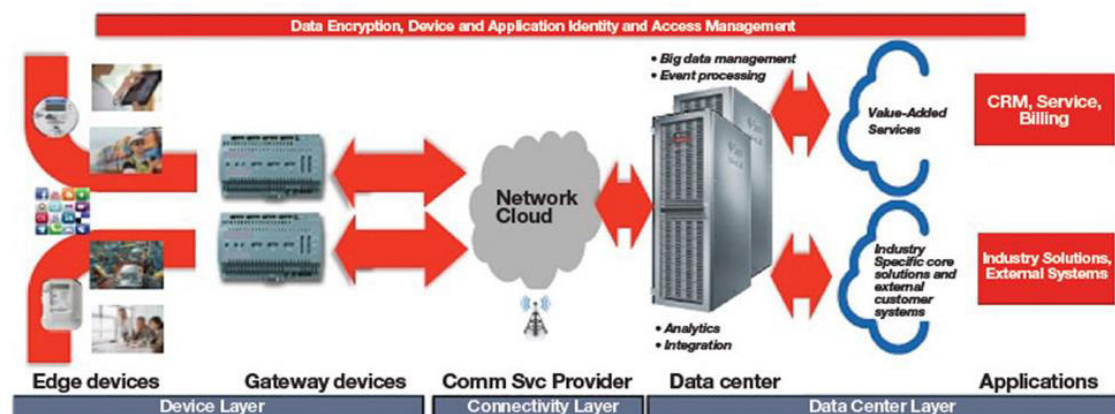 Data Encryption, Device and Application Identity and Access Management
• Big data management
• Event processing
Network
Cloud
Value-Added
Services
CRM, Service,
Billing
Industry
Specific core
solutions and
external
customer
systems
Industry Solutions,
External Systems
• Analytics
• Integration
Edge devices
Gateway devices
Comm Svc Provider
Data center
Applications
Device Layer
Connectivity Layer
Data Center Layer